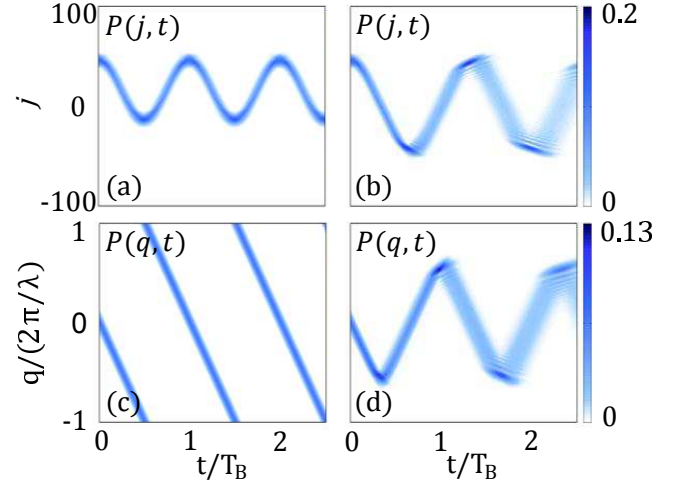 100
P(j,t)
P(j,t)
0.2
j
0
-100
(a)
(b)
0
1
P(q,t)
P(q,t)
0.13
q/(2π/λ)
0
-1
(c)
(d)
0
0
1
2
0
1
2
t/T_B
t/T_B